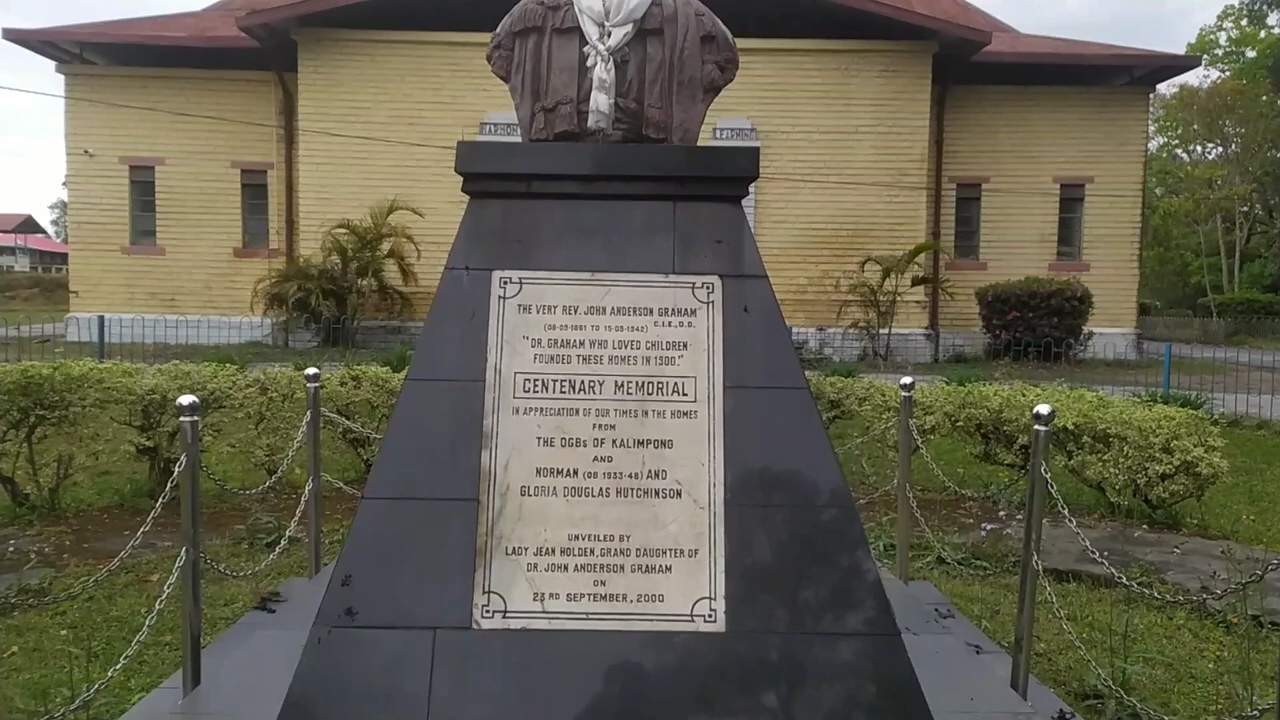 HARMON
LEARNING
THE VERY REV. JOHN ANDERSON GRAHAM
C.I.E., D.D.
(08-09-1861 TO 15-05-1942)
"DR. GRAHAM WHO LOVED CHILDREN
FOUNDED THESE HOMES IN 1900."
CENTENARY MEMORIAL
IN APPRECIATION OF OUR TIMES IN THE HOMES
FROM
THE OGBs OF KALIMPONG
AND
NORMAN (OB 1933-48) AND
GLORIA DOUGLAS HUTCHINSON
UNVEILED BY
LADY JEAN HOLDEN, GRAND DAUGHTER OF
DR. JOHN ANDERSON GRAHAM
ON
23RD SEPTEMBER, 2000